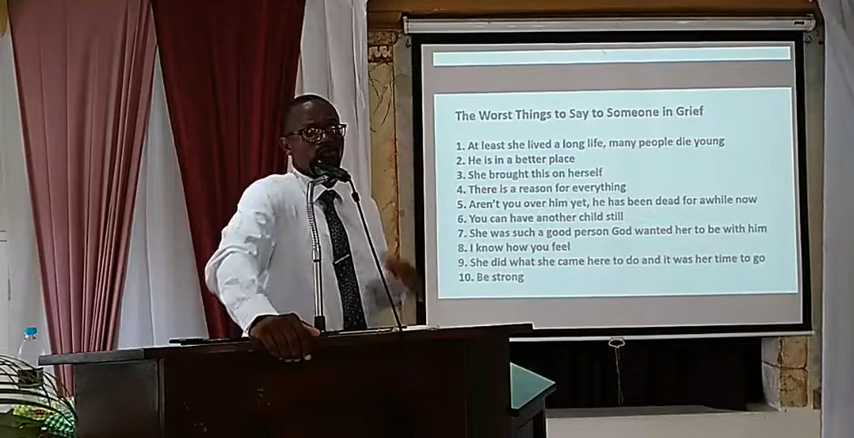 The Worst Things to Say to Someone in Grief
1. At least she lived a long life, many people die young
2. He is in a better place
3. She brought this on herself
4. There is a reason for everything
5. Aren't you over him yet, he has been dead for awhile now
6. You can have another child still
7. She was such a good person God wanted her to be with him
8. I know how you feel
9. She did what she came here to do and it was her time to go
10. Be strong